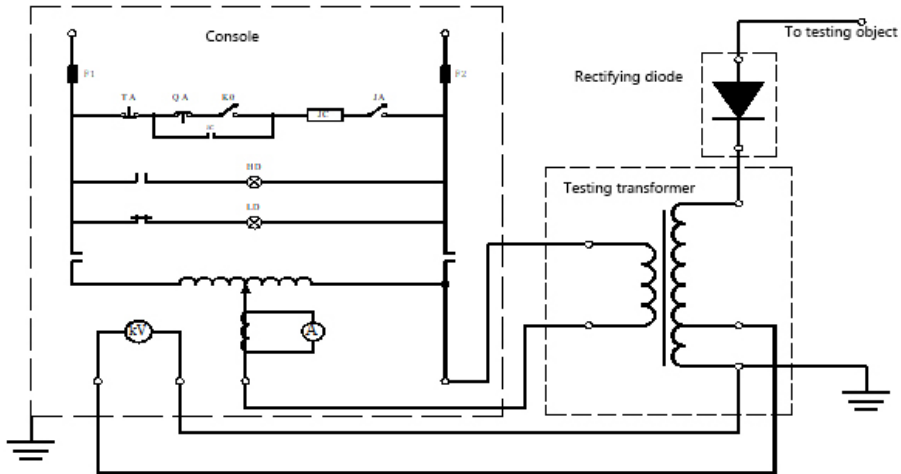 Console
To testing object
F1
F2
Rectifying diode
TA
QA
K0
JC
JA
JC
HD
LD
Testing transformer
kV
A